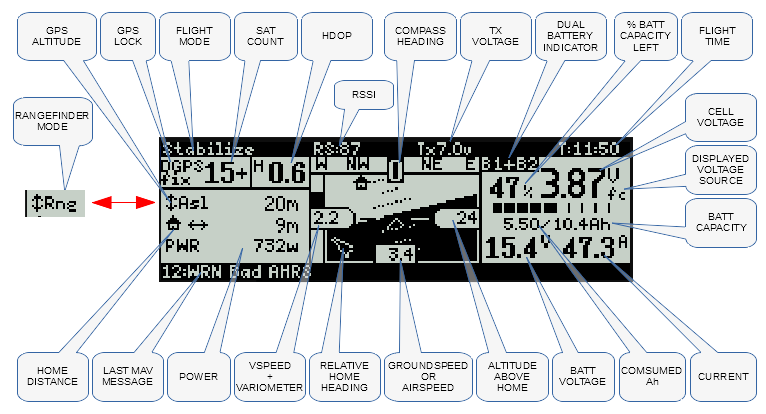 GPS
ALTITUDE
GPS
LOCK
FLIGHT
MODE
SAT
COUNT
HDOP
COMPASS
HEADING
TX
VOLTAGE
DUAL
BATTERY
INDICATOR
% BATT
CAPACITY
LEFT
FLIGHT
TIME
RSSI
RANGEFINDER
MODE
CELL
VOLTAGE
DISPLAYED
VOLTAGE
SOURCE
BATT
CAPACITY
↕Rng
Stabilize RS:87 Tx7.0v T:11:50
DGPS
fix
15+
H
0.6
W NW 0 NE E
B1+B2
47%
3.87
V
fc
↕Asl 20m
↔ 9m
PWR 732w
2.2
24
3.4
5.50/10.4Ah
15.4V 47.3A
12:WRN Bad AHRS
HOME
DISTANCE
LAST MAV
MESSAGE
POWER
VSPEED
+
VARIOMETER
RELATIVE
HOME
HEADING
GROUNDSPEED
OR
AIRSPEED
ALTITUDE
ABOVE
HOME
BATT
VOLTAGE
COMSUMED
Ah
CURRENT